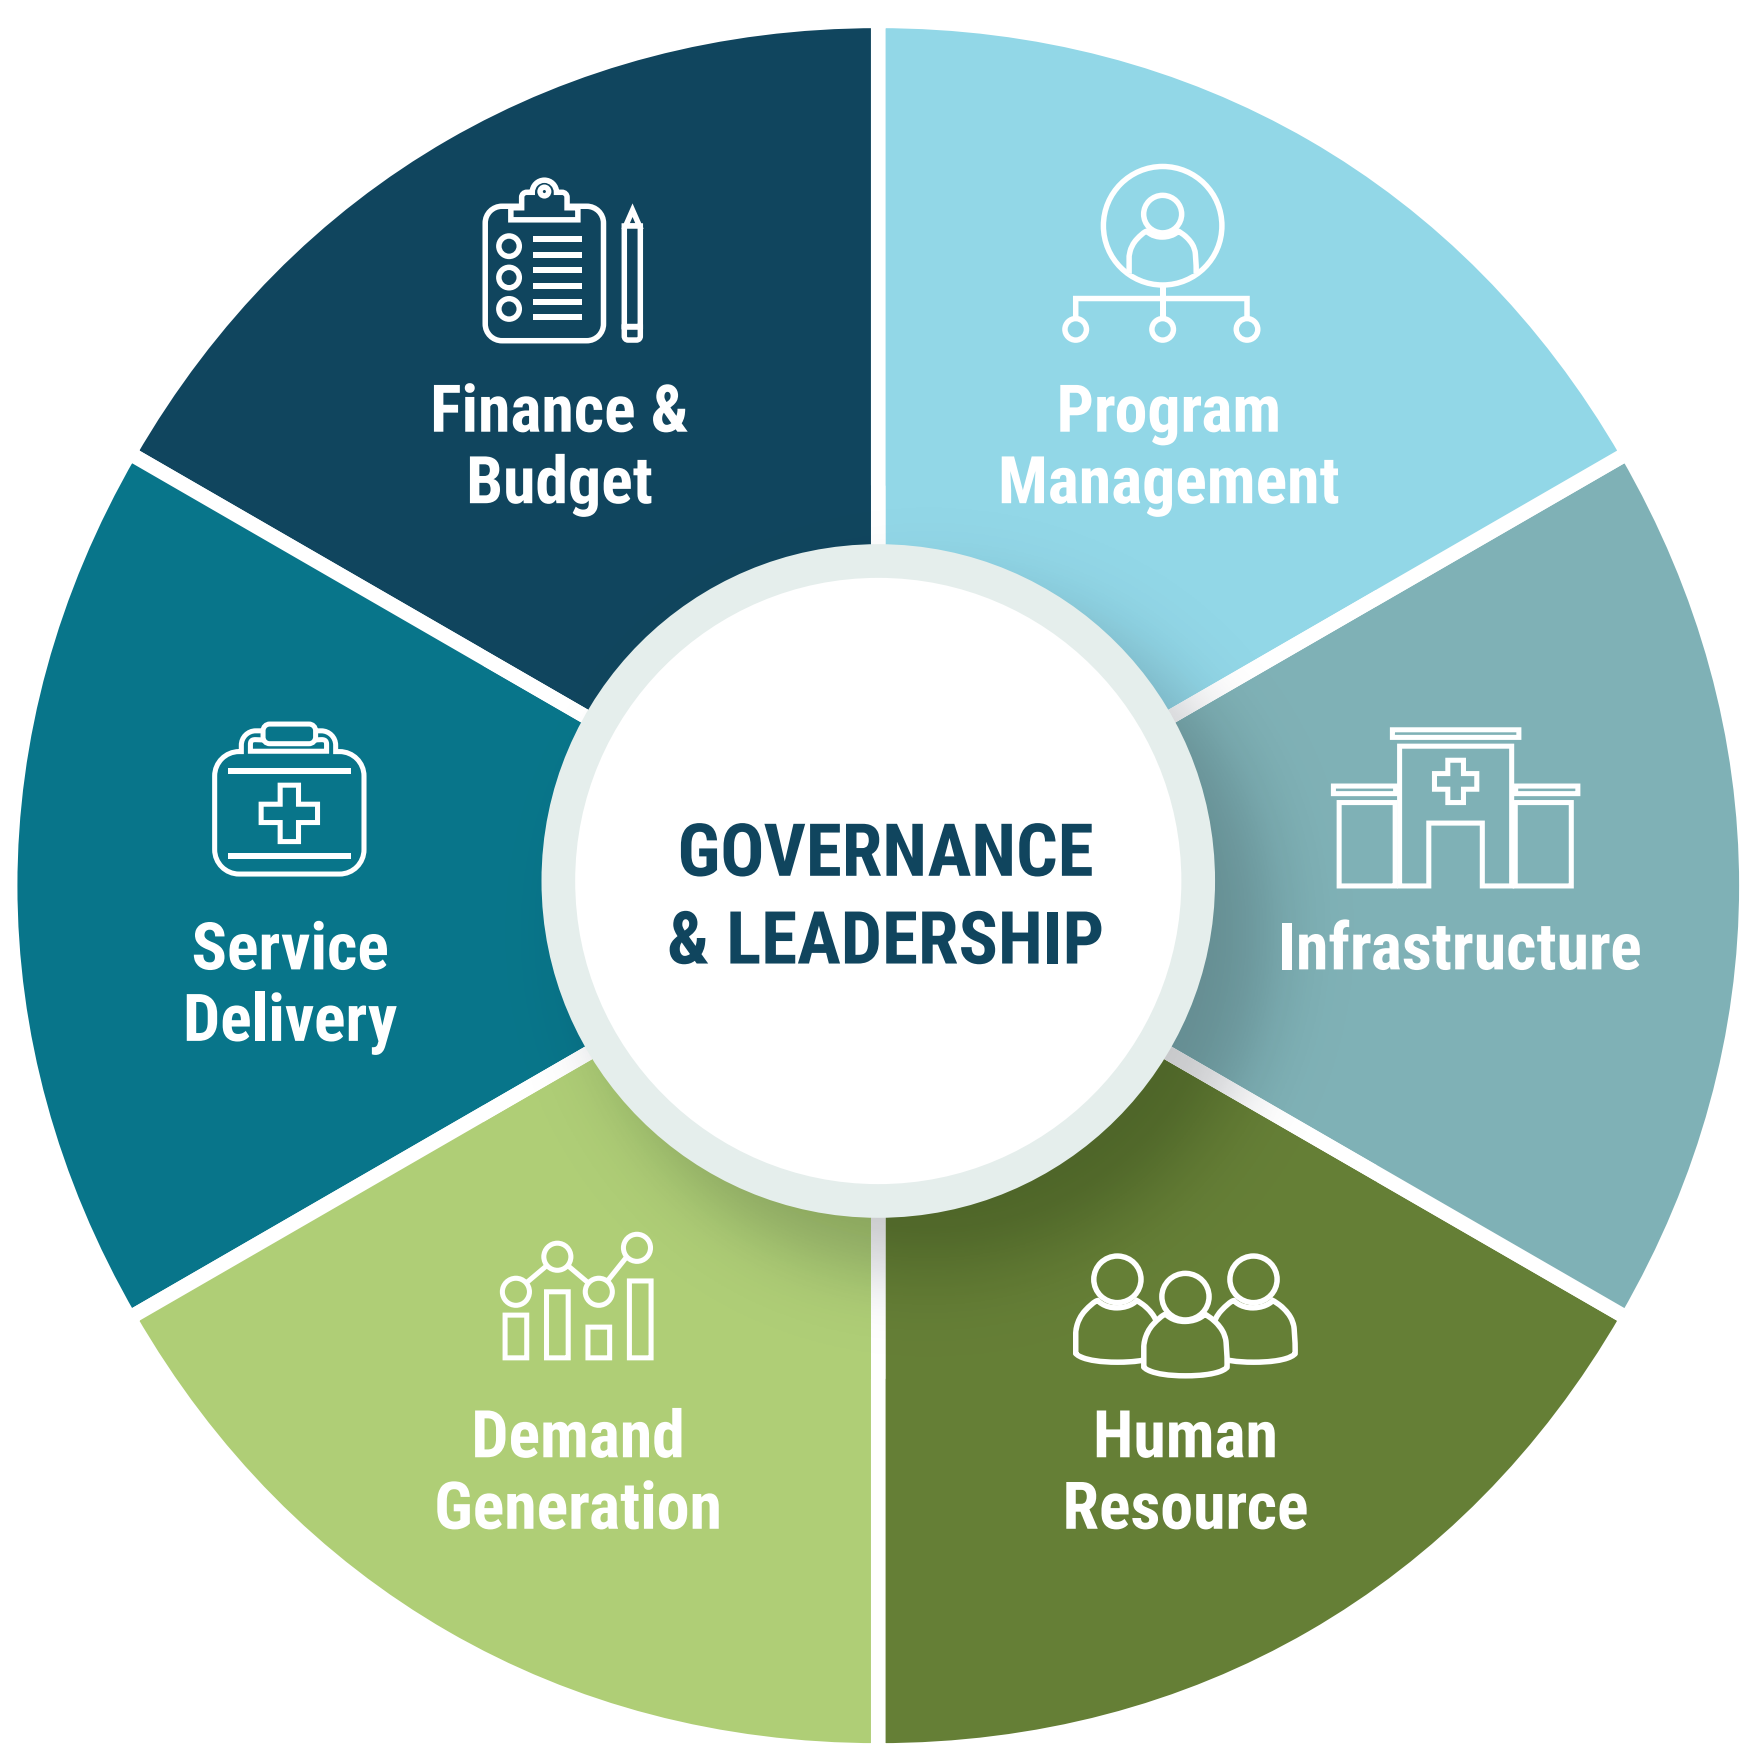 Finance &
Budget
Program
Management
Service
Delivery
GOVERNANCE
& LEADERSHIP
Infrastructure
Demand
Generation
Human
Resource